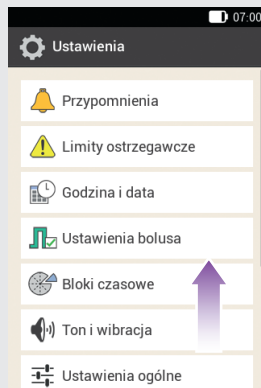 07:00
Ustawienia
Przypomnienia
Limity ostrzegawcze
Godzina i data
Ustawienia bolusa
Bloki czasowe
Ton i wibracja
Ustawienia ogólne